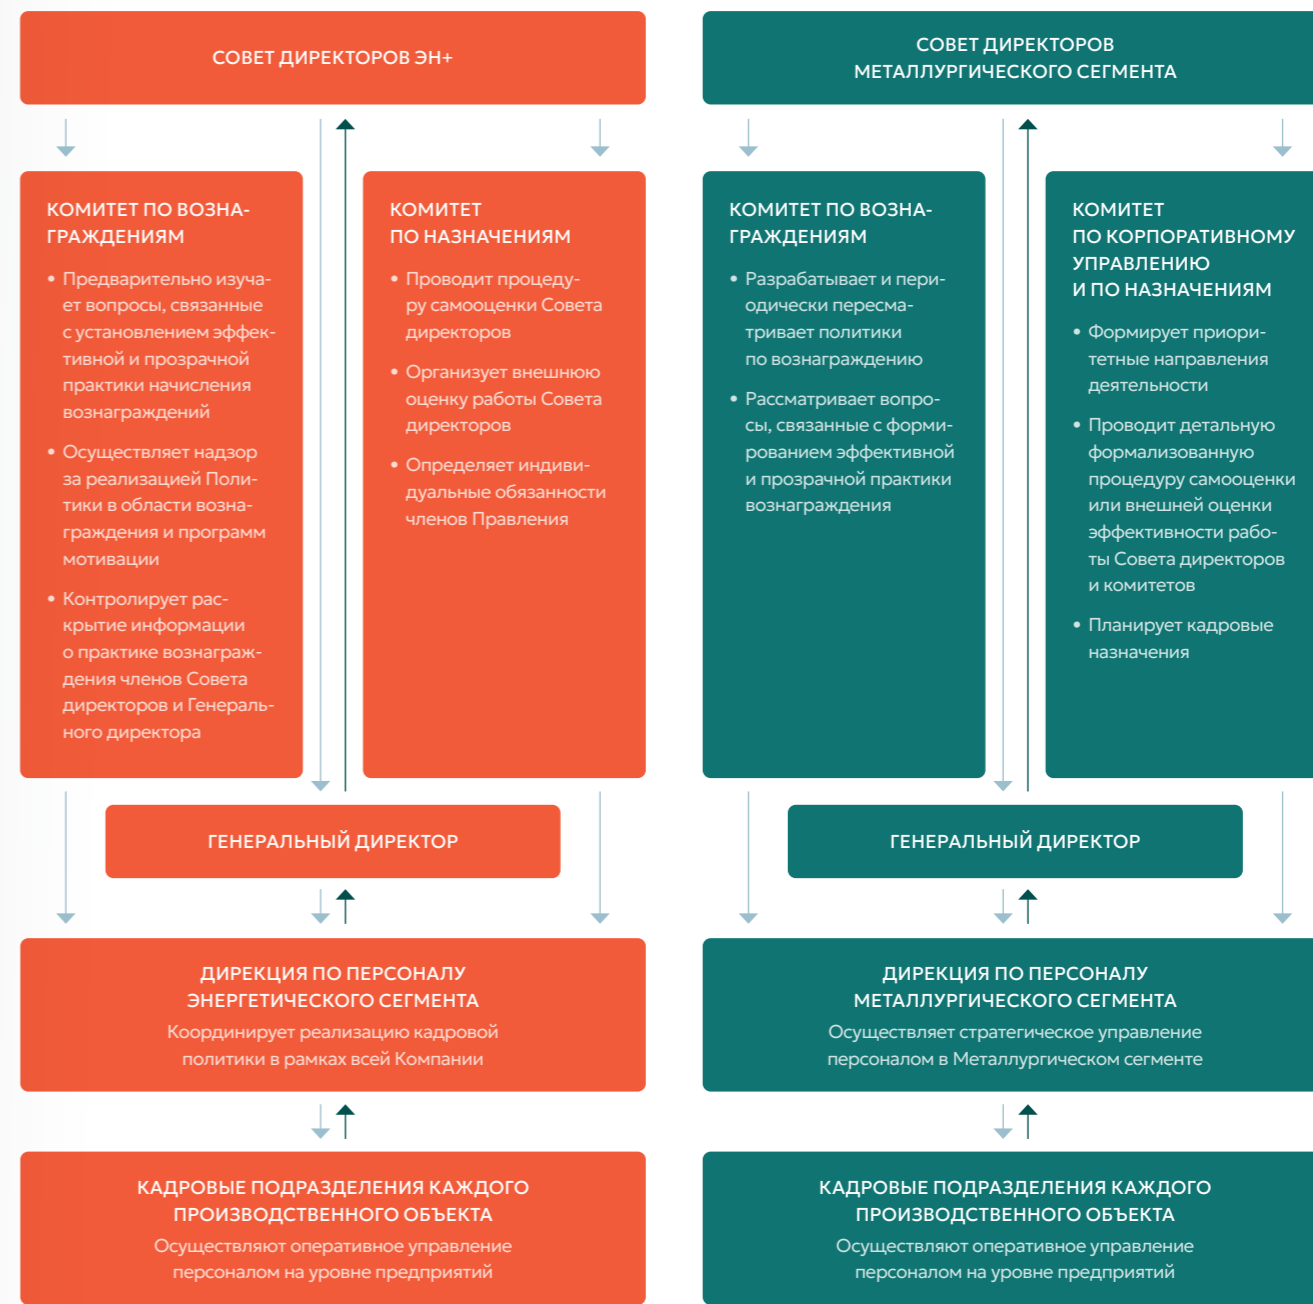 СОВЕТ ДИРЕКТОРОВ ЭН+
КОМИТЕТ ПО ВОЗНА-
ГРАЖДЕНИЯМ
• Предварительно изуча-
ет вопросы, связанные
с установлением эффек-
тивной и прозрачной
практики начисления
вознаграждений
• Осуществляет надзор
за реализацией Поли-
тики в области возна-
граждения и программ
мотивации
• Контролирует рас-
крытие информации
о практике вознаграж-
дения членов Совета
директоров и Генераль-
ного директора
КОМИТЕТ
ПО НАЗНАЧЕНИЯМ
• Проводит процеду-
ру самооценки Совета
директоров
• Организует внешнюю
оценку работы Совета
директоров
• Определяет индиви-
дуальные обязанности
членов Правления
ГЕНЕРАЛЬНЫЙ ДИРЕКТОР
ДИРЕКЦИЯ ПО ПЕРСОНАЛУ
ЭНЕРГЕТИЧЕСКОГО СЕГМЕНТА
Координирует реализацию кадровой
политики в рамках всей Компании
КАДРОВЫЕ ПОДРАЗДЕЛЕНИЯ КАЖДОГО
ПРОИЗВОДСТВЕННОГО ОБЪЕКТА
Осуществляют оперативное управление
персоналом на уровне предприятий
СОВЕТ ДИРЕКТОРОВ
МЕТАЛЛУРГИЧЕСКОГО СЕГМЕНТА
КОМИТЕТ ПО ВОЗНА-
ГРАЖДЕНИЯМ
• Разрабатывает и пери-
одически пересма-
тривает политики
по вознаграждению
• Рассматривает вопро-
сы, связанные с форми-
рованием эффективной
и прозрачной практики
вознаграждения
КОМИТЕТ
ПО КОРПОРАТИВНОМУ
УПРАВЛЕНИЮ
И ПО НАЗНАЧЕНИЯМ
• Формирует приори-
тетные направления
деятельности
• Проводит детальную
формализованную
процедуру самооценки
или внешней оценки
эффективности рабо-
ты Совета директоров
и комитетов
• Планирует кадровые
назначения
ГЕНЕРАЛЬНЫЙ ДИРЕКТОР
ДИРЕКЦИЯ ПО ПЕРСОНАЛУ
МЕТАЛЛУРГИЧЕСКОГО СЕГМЕНТА
Осуществляет стратегическое управление
персоналом в Металлургическом сегменте
КАДРОВЫЕ ПОДРАЗДЕЛЕНИЯ КАЖДОГО
ПРОИЗВОДСТВЕННОГО ОБЪЕКТА
Осуществляют оперативное управление
персоналом на уровне предприятий